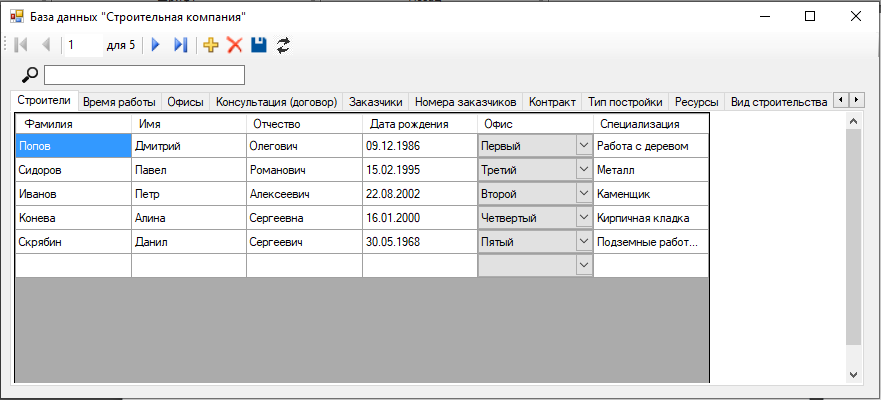 База данных "Строительная компания"
1 для 5
Строители Время работы Офисы Консультация (договор) Заказчики Номера заказчиков Контракт Тип постройки Ресурсы Вид строительства
Фамилия Имя Отчество Дата рождения Офис Специализация
Попов Дмитрий Олегович 09.12.1986 Первый Работа с деревом
Сидоров Павел Романович 15.02.1995 Третий Металл
Иванов Петр Алексеевич 22.08.2002 Второй Каменщик
Конева Алина Сергеевна 16.01.2000 Четвертый Кирпичная кладка
Скрябин Данил Сергеевич 30.05.1968 Пятый Подземные работ...